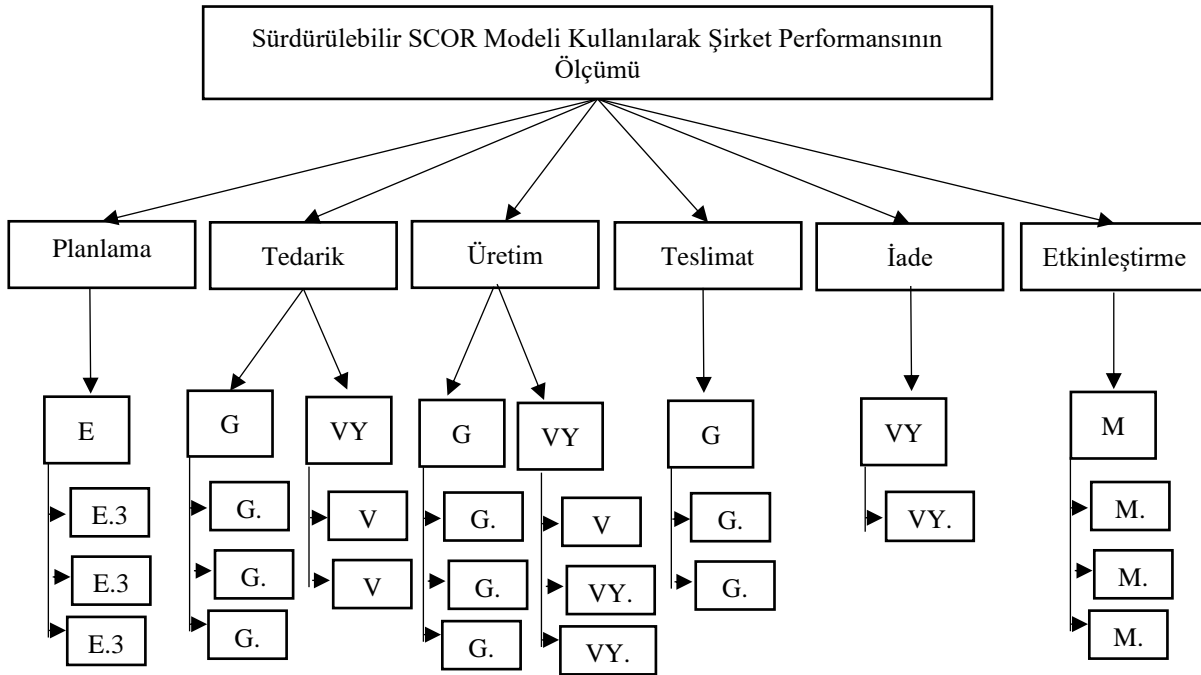 Sürdürülebilir SCOR Modeli Kullanılarak Şirket Performansının
Ölçümü
Planlama
Tedarik
Üretim
Teslimat
İade
Etkinleştirme
E
G
VY
G
VY
G
VY
M
E.3
G.
V
G.
V
G.
VY.
M.
E.3
G.
V
G.
VY.
G.
M.
E.3
G.
G.
VY.
M.